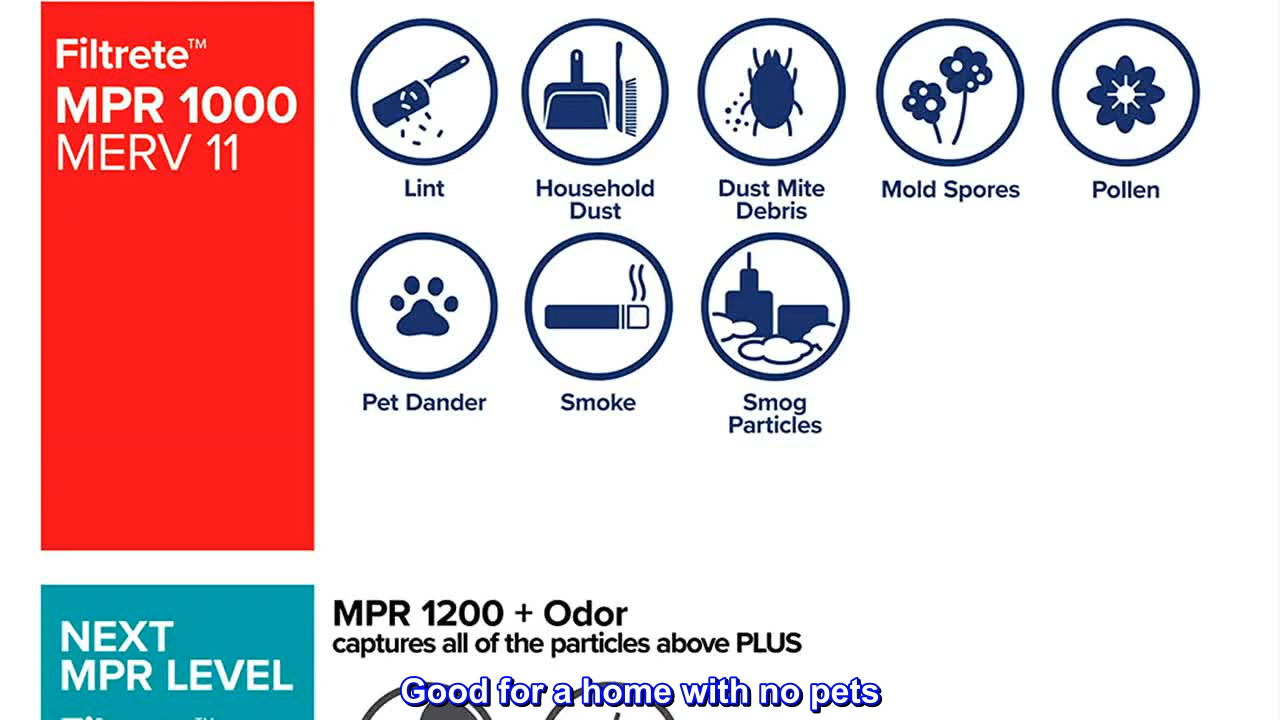 Filtrete™
MPR 1000
MERV 11
Lint
Household
Dust
Dust Mite
Debris
Mold Spores
Pollen
Pet Dander
Smoke
Smog
Particles
NEXT
MPR LEVEL
MPR 1200 + Odor
captures all of the particles above PLUS
Good for a home with no pets